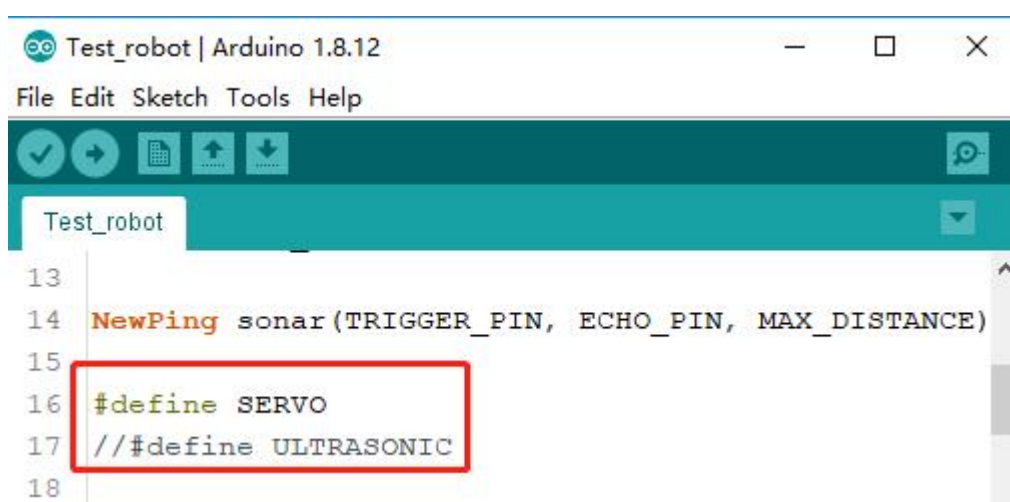 Test_robot | Arduino 1.8.12
File Edit Sketch Tools Help
Test_robot
13
14 NewPing sonar(TRIGGER_PIN, ECHO_PIN, MAX_DISTANCE)
15
16 #define SERVO
17 //#define ULTRASONIC
18